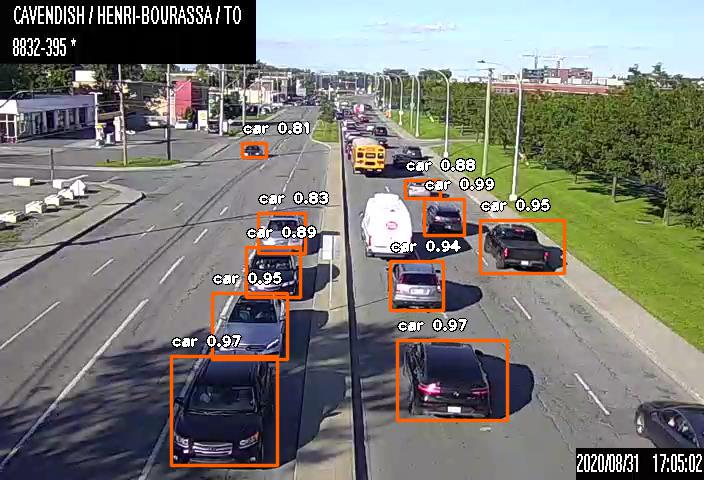 CAVENDISH / HENRI-BOURASSA / TO
8832-395 *
car 0.81
car 0.88
car 0.99
car 0.83
car 0.95
car 0.89
car 0.94
car 0.95
car 0.97
car 0.97
2020/08/31 17:05:02